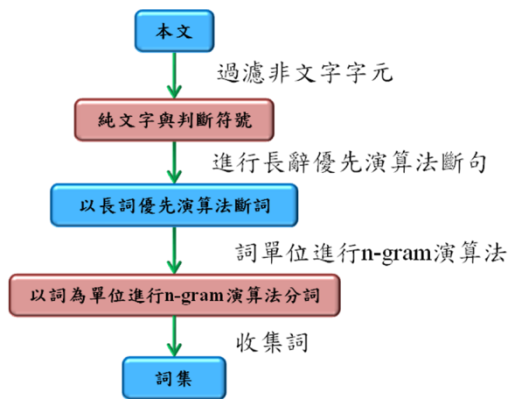 本文
過濾非文字字元
純文字與判斷符號
進行長辭優先演算法斷句
以長詞優先演算法斷詞
詞單位進行n-gram演算法
以詞為單位進行n-gram演算法分詞
收集詞
詞集